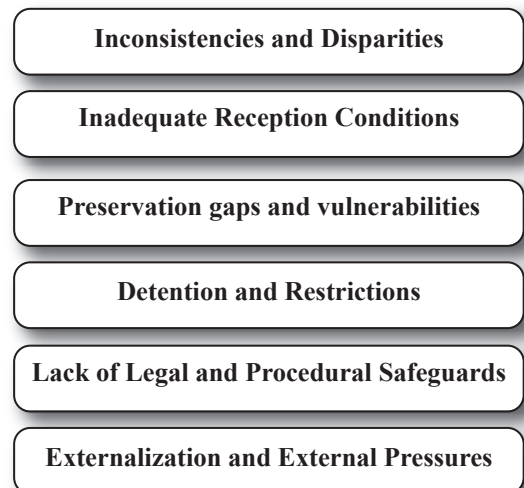 Inconsistencies and Disparities
Inadequate Reception Conditions
Preservation gaps and vulnerabilities
Detention and Restrictions
Lack of Legal and Procedural Safeguards
Externalization and External Pressures